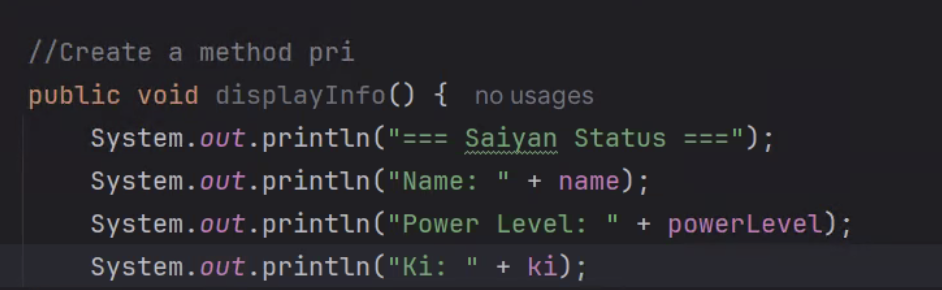 //Create a method pri
public void displayInfo() { no usages
System.out.println("=== Saiyan Status ===");
System.out.println("Name: " + name);
System.out.println("Power Level: " + powerLevel);
System.out.println("Ki: " + ki);